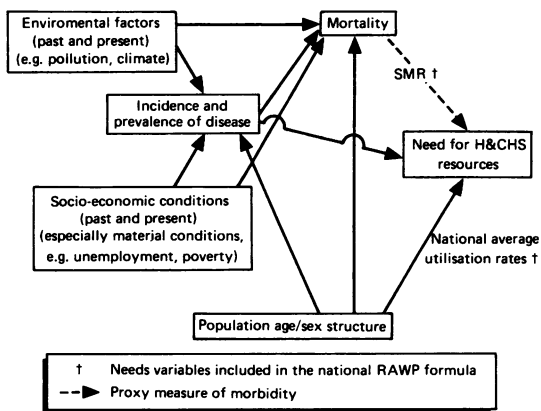 Enviromental factors
(past and present)
(e.g. pollution, climate)
Mortality
SMR †
Incidence and
prevalence of disease
Need for H&CHS
resources
Socio-economic conditions
(past and present)
(especially material conditions,
e.g. unemployment, poverty)
National average
utilisation rates †
Population age/sex structure
† Needs variables included in the national RAWP formula
Proxy measure of morbidity